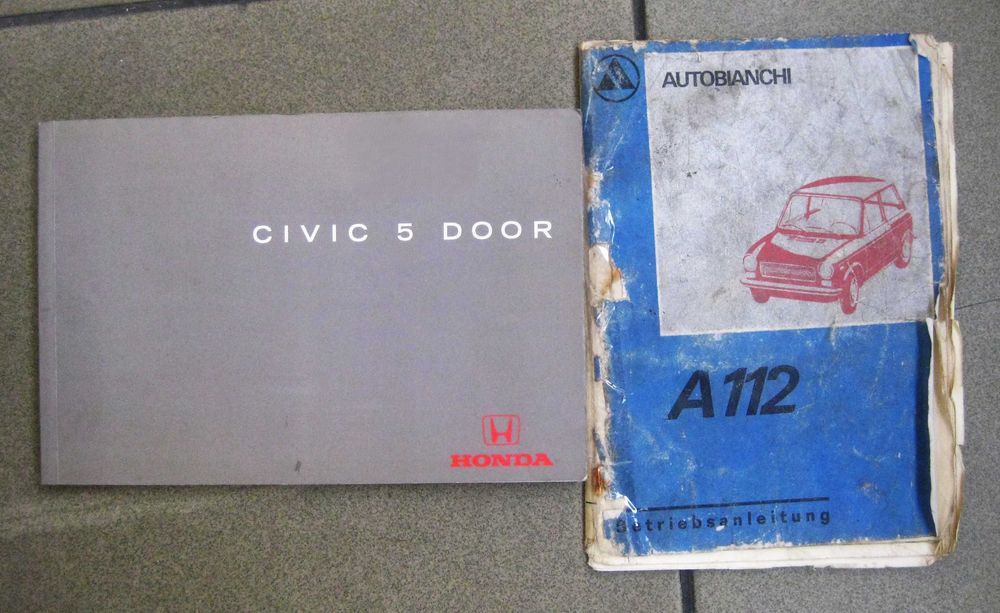 CIVIC 5 DOOR
HONDA
AUTOBIANCHI
A112
Betriebsanleitung